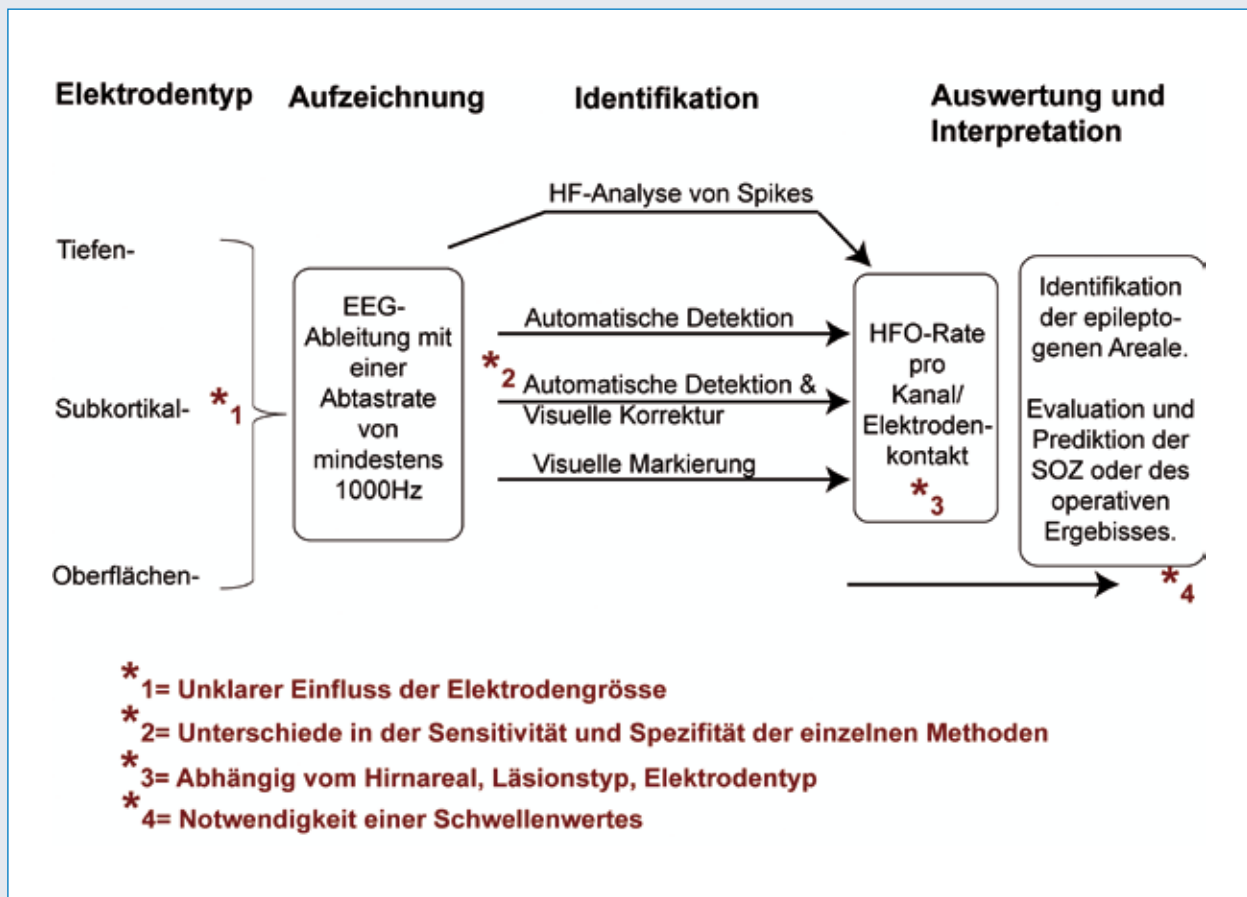 Elektrodentyp
Aufzeichnung
Identifikation
Auswertung und
Interpretation
Tiefen-
Subkortikal-
Oberflächen-
*1
EEG-
Ableitung mit
einer
Abtastrate
von
mindestens
1000Hz
HF-Analyse von Spikes
Automatische Detektion
*2
Automatische Detektion &
Visuelle Korrektur
Visuelle Markierung
HFO-Rate
pro
Kanal/
Elektroden-
kontakt
*3
Identifikation
der epilepto-
genen Areale.
Evaluation und
Prediktion der
SOZ oder des
operativen
Ergebisses.
*4
*1= Unklarer Einfluss der Elektrodengrösse
*2= Unterschiede in der Sensitivität und Spezifität der einzelnen Methoden
*3= Abhängig vom Hirnareal, Läsionstyp, Elektrodentyp
*4= Notwendigkeit einer Schwellenwertes